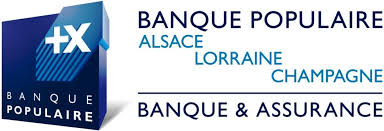 +X
BANQUE
POPULAIRE
BANQUE POPULAIRE
ALSACE
LORRAINE
CHAMPAGNE
BANQUE & ASSURANCE